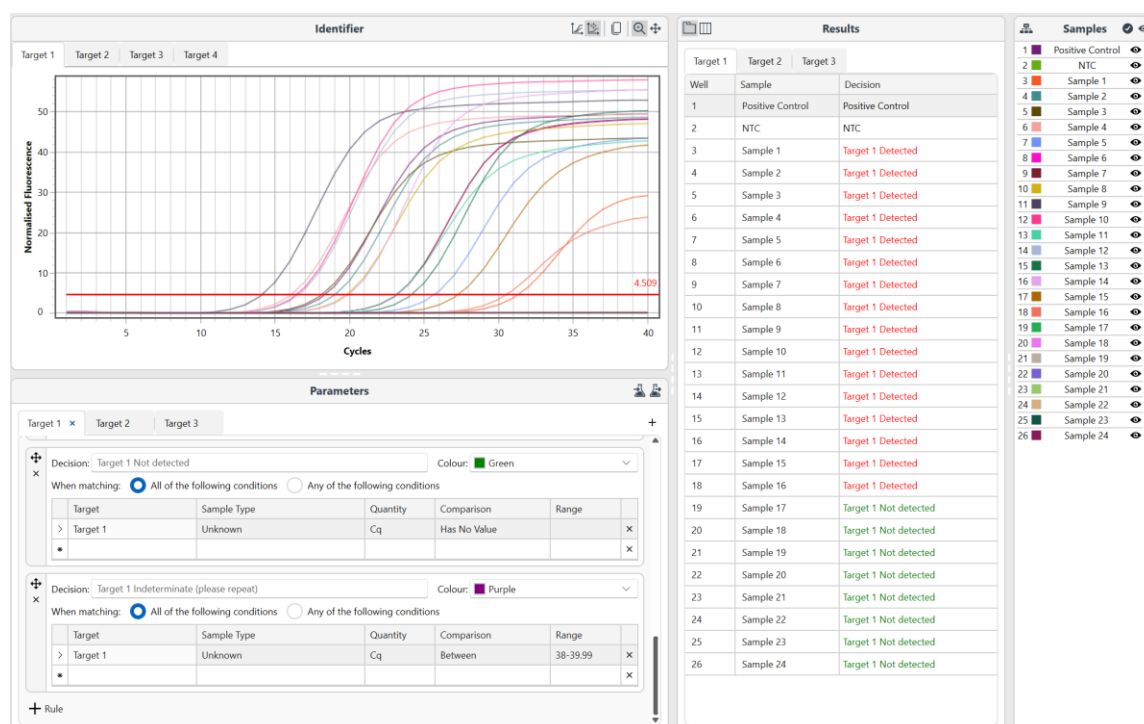 Identifier
Target 1 Target 2 Target 3 Target 4
Normalised Fluorescence
50
40
30
20
10
0
4.509
5 10 15 20 25 30 35 40
Cycles
Parameters
Target 1 × Target 2 Target 3 +
Decision: Target 1 Not detected Colour: Green
When matching: All of the following conditions Any of the following conditions
Target Sample Type Quantity Comparison Range
> Target 1 Unknown Cq Has No Value ×
* ×
Decision: Target 1 Indeterminate (please repeat) Colour: Purple
When matching: All of the following conditions Any of the following conditions
Target Sample Type Quantity Comparison Range
> Target 1 Unknown Cq Between 38-39.99 ×
* ×
+ Rule
Results
Target 1 Target 2 Target 3
Well Sample Decision
1 Positive Control Positive Control
2 NTC NTC
3 Sample 1 Target 1 Detected
4 Sample 2 Target 1 Detected
5 Sample 3 Target 1 Detected
6 Sample 4 Target 1 Detected
7 Sample 5 Target 1 Detected
8 Sample 6 Target 1 Detected
9 Sample 7 Target 1 Detected
10 Sample 8 Target 1 Detected
11 Sample 9 Target 1 Detected
12 Sample 10 Target 1 Detected
13 Sample 11 Target 1 Detected
14 Sample 12 Target 1 Detected
15 Sample 13 Target 1 Detected
16 Sample 14 Target 1 Detected
17 Sample 15 Target 1 Detected
18 Sample 16 Target 1 Detected
19 Sample 17 Target 1 Not detected
20 Sample 18 Target 1 Not detected
21 Sample 19 Target 1 Not detected
22 Sample 20 Target 1 Not detected
23 Sample 21 Target 1 Not detected
24 Sample 22 Target 1 Not detected
25 Sample 23 Target 1 Not detected
26 Sample 24 Target 1 Not detected
Samples
1 Positive Control
2 NTC
3 Sample 1
4 Sample 2
5 Sample 3
6 Sample 4
7 Sample 5
8 Sample 6
9 Sample 7
10 Sample 8
11 Sample 9
12 Sample 10
13 Sample 11
14 Sample 12
15 Sample 13
16 Sample 14
17 Sample 15
18 Sample 16
19 Sample 17
20 Sample 18
21 Sample 19
22 Sample 20
23 Sample 21
24 Sample 22
25 Sample 23
26 Sample 24